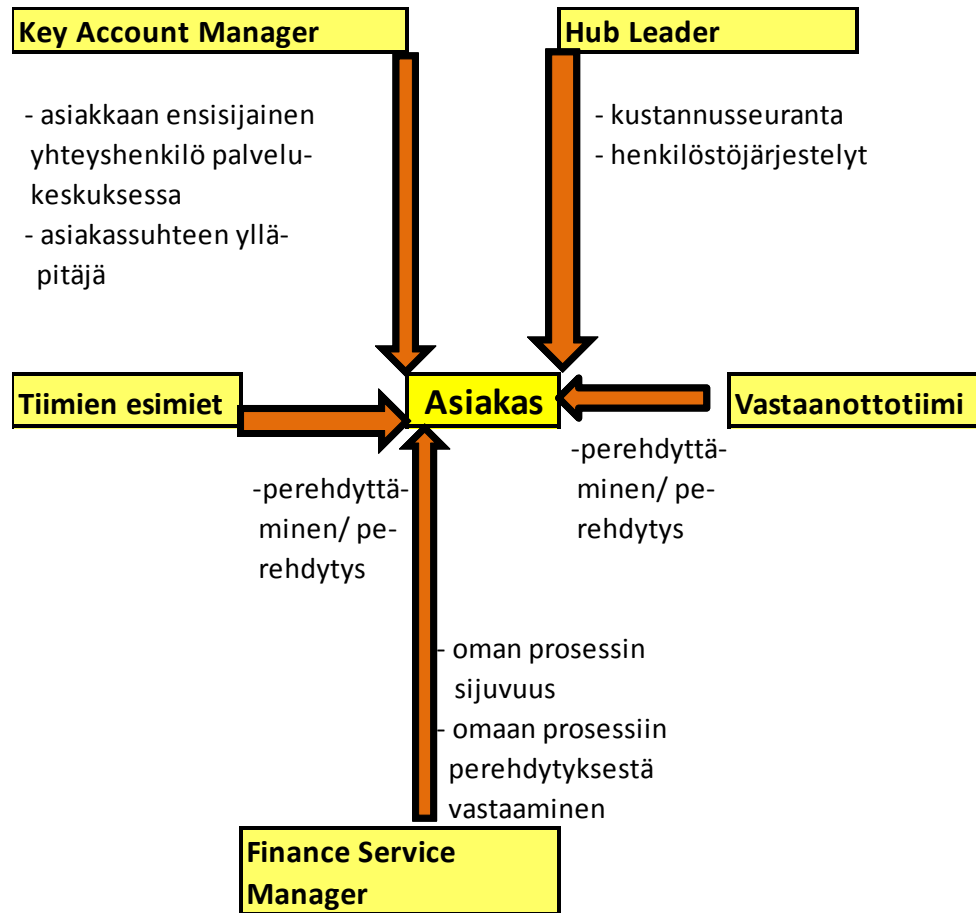 Key Account Manager
Hub Leader
- asiakkaan ensisijainen
yhteyshenkilö palvelu-
keskuksessa
- asiakassuhteen yllä-
pitäjä
- kustannusseuranta
- henkilöstöjärjestelyt
Tiimien esimiet
Asiakas
Vastaanottotiimi
-perehdyttä-
minen/ pe-
rehdytys
-perehdyttä-
minen/ pe-
rehdytys
- oman prosessin
sijuvuus
- omaan prosessiin
perehdytyksestä
vastaaminen
Finance Service
Manager